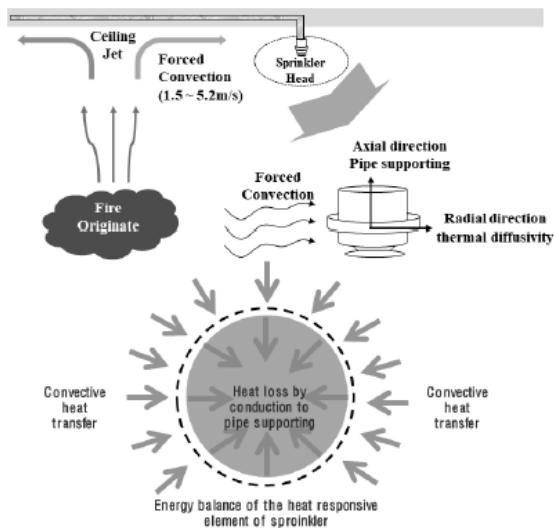 Ceiling
Jet
Forced
Convection
(1.5 ~ 5.2m/s)
Sprinkler
Head
Fire
Originate
Forced
Convection
Axial direction
Pipe supporting
Radial direction
thermal diffusivity
Convective
heat
transfer
Heat loss by
conduction to
pipe supporting
Convective
heat
transfer
Energy balance of the heat responsive
element of sproinkler